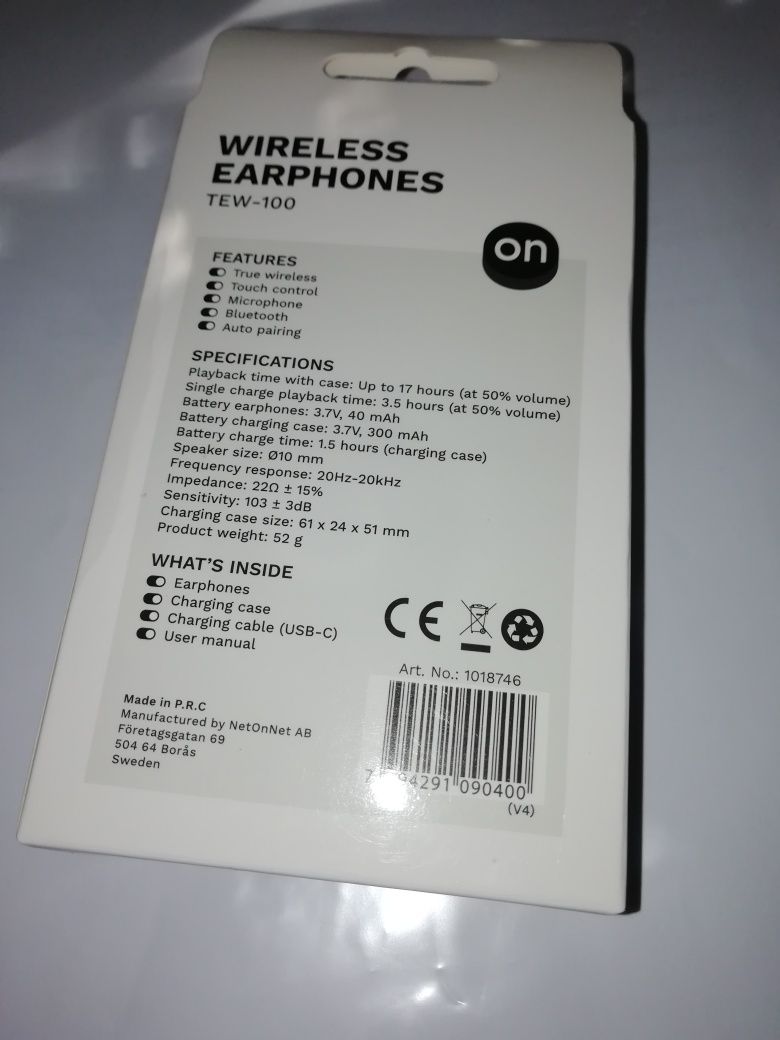 WIRELESS
EARPHONES
TEW-100
on
FEATURES
True wireless
Touch control
Microphone
Bluetooth
Auto pairing
SPECIFICATIONS
Playback time with case: Up to 17 hours (at 50% volume)
Single charge playback time: 3.5 hours (at 50% volume)
Battery earphones: 3.7V, 40 mAh
Battery charging case: 3.7V, 300 mAh
Battery charge time: 1.5 hours (charging case)
Speaker size: Ø10 mm
Frequency response: 20Hz-20kHz
Impedance: 22Ω ± 15%
Sensitivity: 103 ± 3dB
Charging case size: 61 x 24 x 51 mm
Product weight: 52 g
WHAT'S INSIDE
Earphones
Charging case
Charging cable (USB-C)
User manual
CE
Art. No.: 1018746
090400
(V4)
Made in P.R.C
Manufactured by NetOnNet AB
Företagsgatan 69
504 64 Borås
Sweden